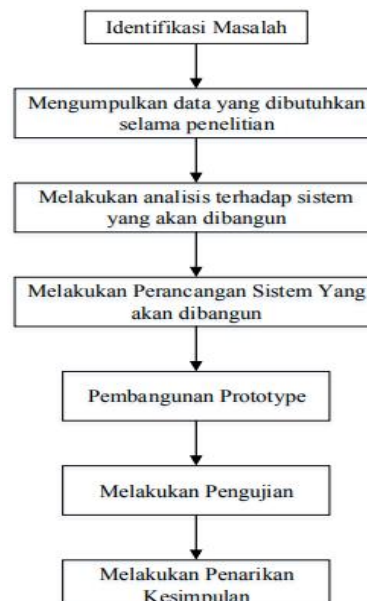 Identifikasi Masalah
Mengumpulkan data yang dibutuhkan
selama penelitian
Melakukan analisis terhadap sistem
yang akan dibangun
Melakukan Perancangan Sistem Yang
akan dibangun
Pembangunan Prototype
Melakukan Pengujian
Melakukan Penarikan
Kesimpulan